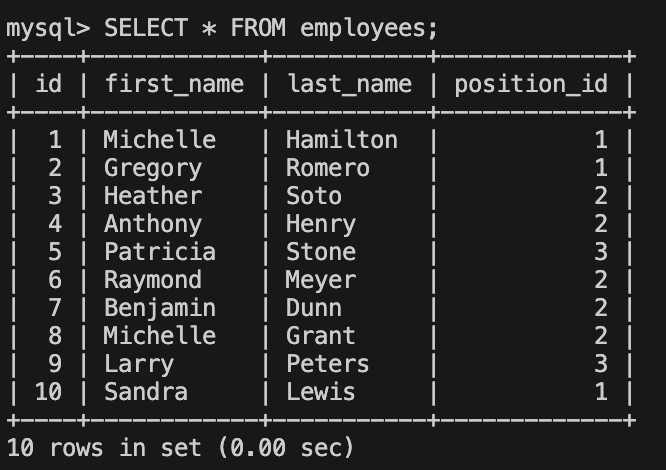 mysql> SELECT * FROM employees;
+----+------------+-----------+-------------+
| id | first_name | last_name | position_id |
+----+------------+-----------+-------------+
|  1 | Michelle   | Hamilton  |           1 |
|  2 | Gregory    | Romero    |           1 |
|  3 | Heather    | Soto      |           2 |
|  4 | Anthony    | Henry     |           2 |
|  5 | Patricia   | Stone     |           3 |
|  6 | Raymond    | Meyer     |           2 |
|  7 | Benjamin   | Dunn      |           2 |
|  8 | Michelle   | Grant     |           2 |
|  9 | Larry      | Peters    |           3 |
| 10 | Sandra     | Lewis     |           1 |
+----+------------+-----------+-------------+
10 rows in set (0.00 sec)